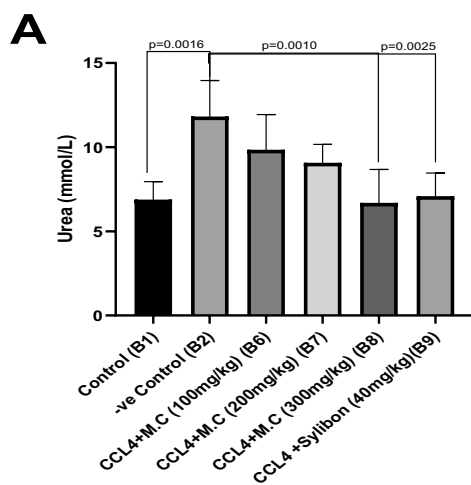 A
p=0.0016
p=0.0010
p=0.0025
Urea (mmol/L)
15
10
5
0
Control (B1)
-ve Control (B2)
CCL4+M.C (100mg/kg) (B6)
CCL4+M.C (200mg/kg) (B7)
CCL4+M.C (300mg/kg) (B8)
CCL4 +Sylibon (40mg/kg)(B9)